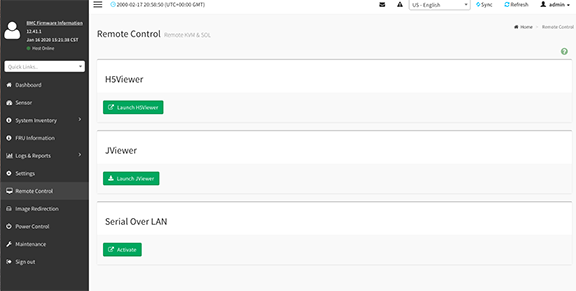 2000-02-17 20:58:50 (UTC+00:00 GMT)
US - English
Sync
Refresh
admin
BMC Firmware Information
12.41.1
Jan 16 2020 15:21:38 CST
Host Online
Quick Links...
Dashboard
Sensor
System Inventory
FRU Information
Logs & Reports
Settings
Remote Control
Image Redirection
Power Control
Maintenance
Sign out
Remote Control Remote KVM & SOL
Home - Remote Control
H5Viewer
Launch H5Viewer
JViewer
Launch JViewer
Serial Over LAN
Activate